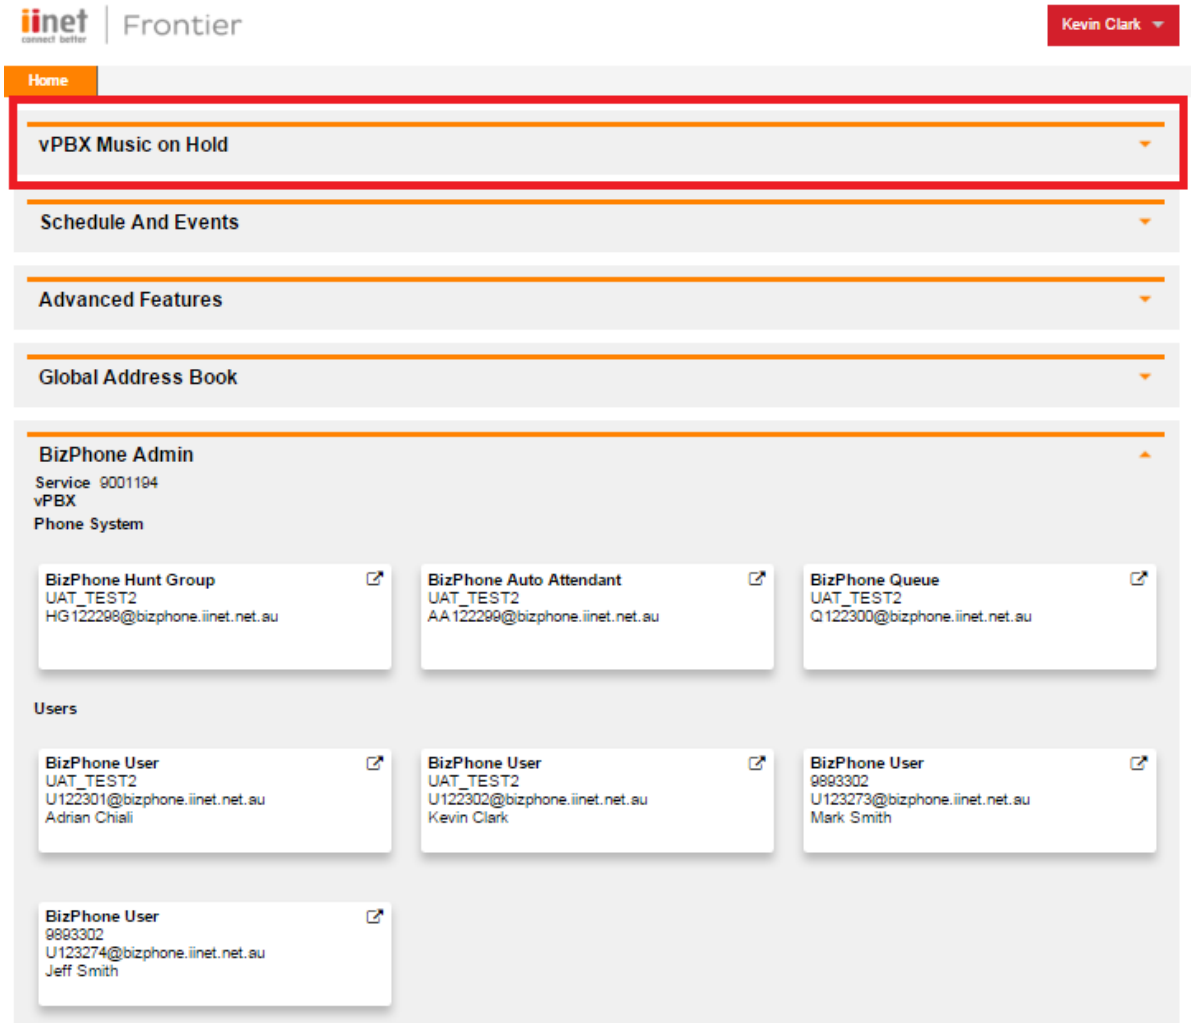 iinet
connect better
Frontier
Kevin Clark
Home
vPBX Music on Hold
Schedule And Events
Advanced Features
Global Address Book
BizPhone Admin
Service 9001194
vPBX
Phone System
BizPhone Hunt Group
UAT_TEST2
HG122298@bizphone.iinet.net.au
BizPhone Auto Attendant
UAT_TEST2
AA122299@bizphone.iinet.net.au
BizPhone Queue
UAT_TEST2
Q122300@bizphone.iinet.net.au
Users
BizPhone User
UAT_TEST2
U122301@bizphone.iinet.net.au
Adrian Chiali
BizPhone User
UAT_TEST2
U122302@bizphone.iinet.net.au
Kevin Clark
BizPhone User
9893302
U123273@bizphone.iinet.net.au
Mark Smith
BizPhone User
9893302
U123274@bizphone.iinet.net.au
Jeff Smith